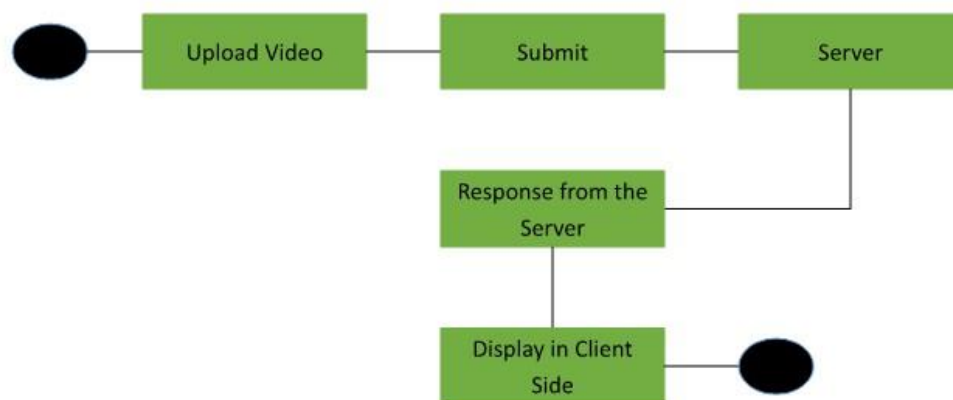 Upload Video
Submit
Server
Response from the
Server
Display in Client
Side